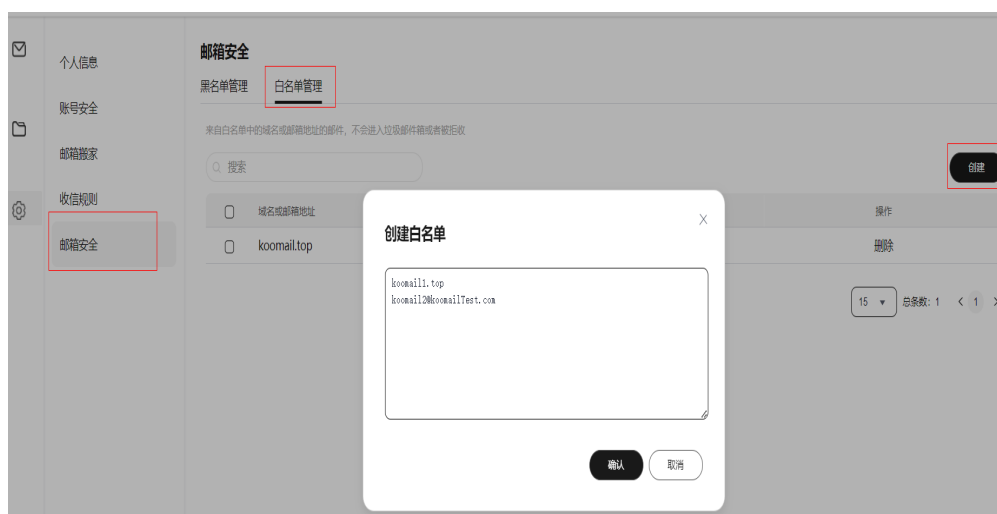 个人信息
账号安全
邮箱搬家
收信规则
邮箱安全
邮箱安全
黑名单管理 白名单管理
来自白名单中的域名或邮箱地址的邮件，不会进入垃圾邮件箱或者被拒收
搜索
创建
域名或邮箱地址 操作
koomail.top 删除
15 总条数: 1 < 1 >
创建白名单 X
koomail1.top
koomail2@koomailTest.com
确认 取消